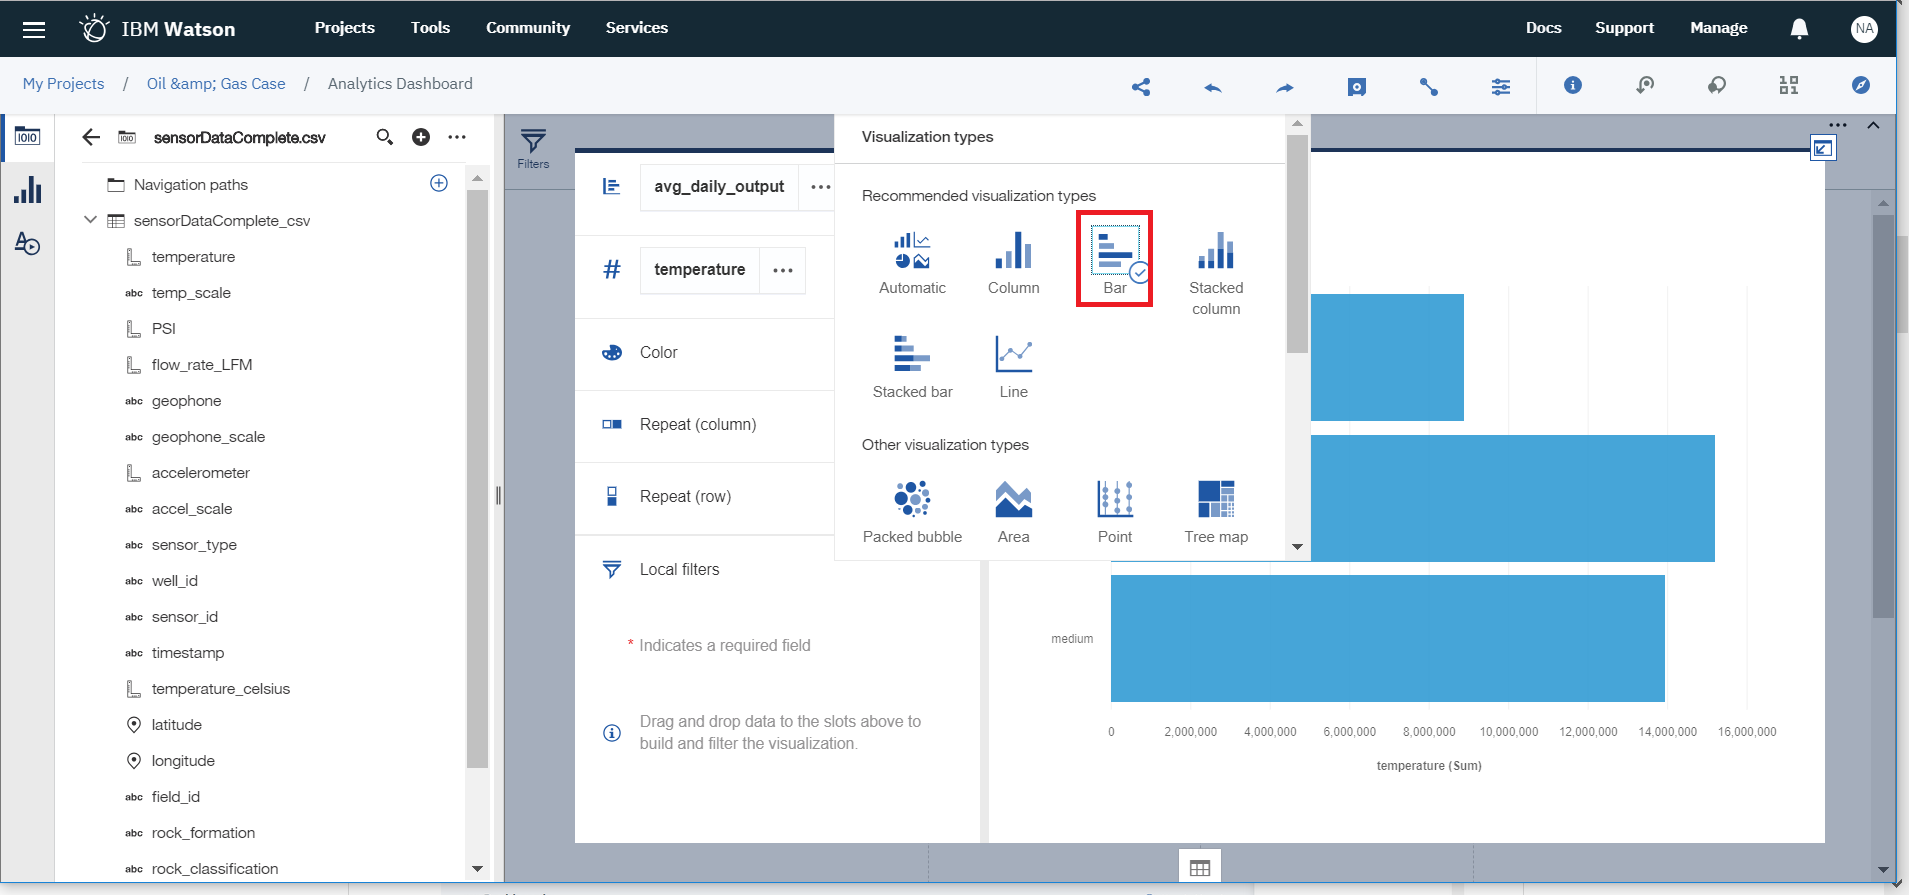 IBM Watson
Projects
Tools
Community
Services
Docs
Support
Manage
NA
My Projects / Oil &amp; Gas Case / Analytics Dashboard
sensorDataComplete.csv
Navigation paths
sensorDataComplete_csv
temperature
abc temp_scale
PSI
flow_rate_LFM
abc geophone
abc geophone_scale
accelerometer
abc accel_scale
abc sensor_type
abc well_id
abc sensor_id
abc timestamp
temperature_celsius
latitude
longitude
abc field_id
abc rock_formation
abc rock_classification
Filters
avg_daily_output
# temperature
Color
Repeat (column)
Repeat (row)
Local filters
* Indicates a required field
Drag and drop data to the slots above to
build and filter the visualization.
Visualization types
Recommended visualization types
Automatic
Column
Bar
Stacked
column
Stacked bar
Line
Other visualization types
Packed bubble
Area
Point
Tree map
medium
0 2,000,000 4,000,000 6,000,000 8,000,000 10,000,000 12,000,000 14,000,000 16,000,000
temperature (Sum)